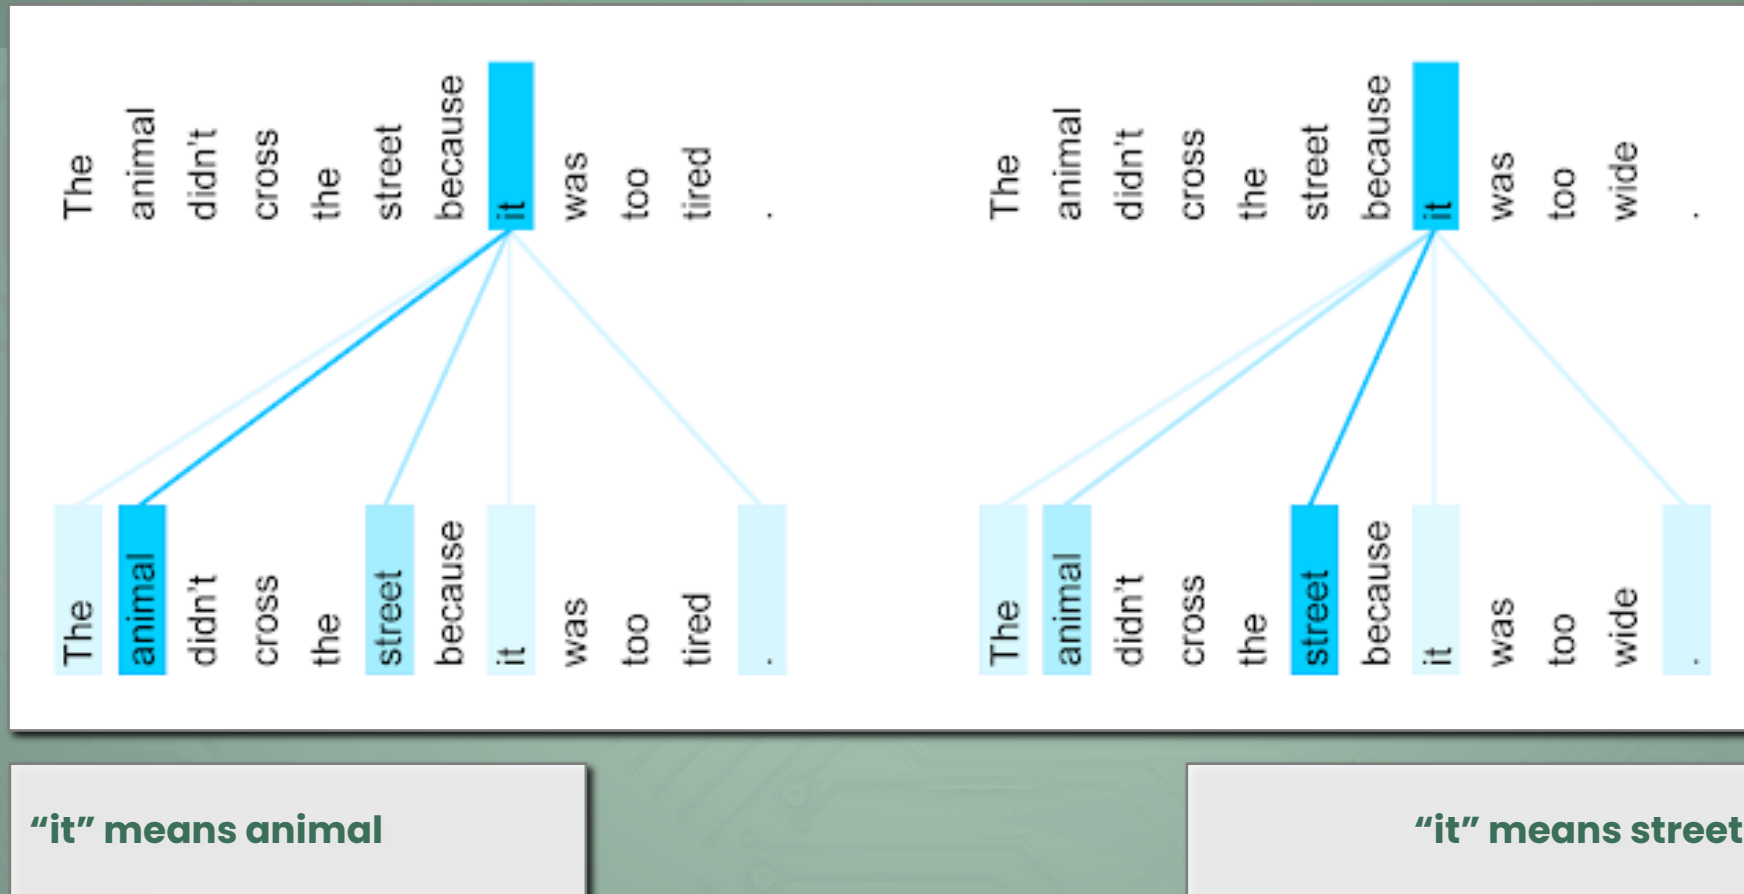 The animal didn't cross the street because it was too tired .
The animal didn't cross the street because it was too wide .
The animal didn't cross the street because it was too tired .
The animal didn't cross the street because it was too wide .
“it” means animal
“it” means street